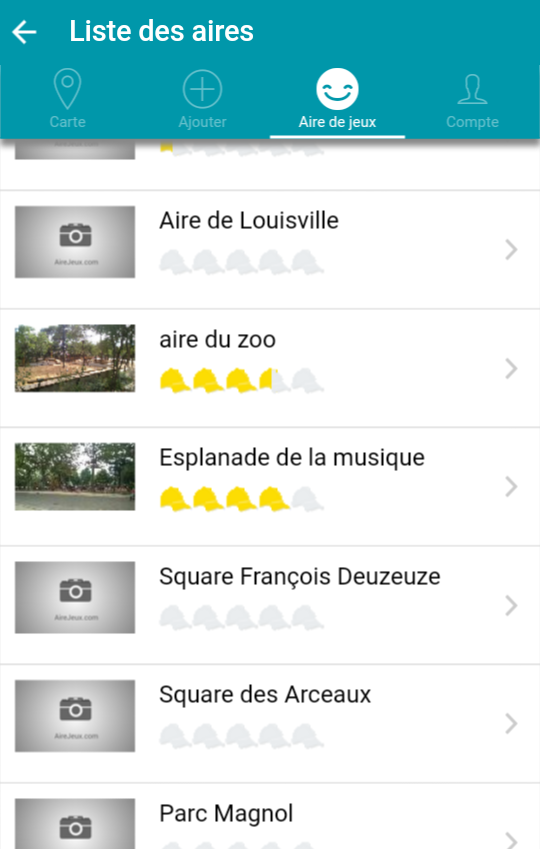 Liste des aires
Carte
Ajouter
Aire de jeux
Compte
Aire de Louisville
AireJeux.com
aire du zoo
Esplanade de la musique
Square François Deuzeuze
AireJeux.com
Square des Arceaux
AireJeux.com
Parc Magnol